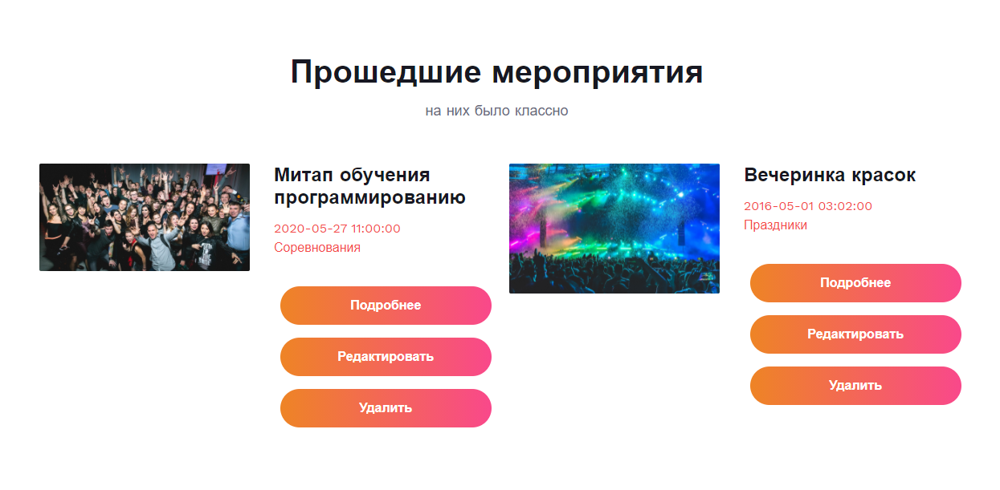 Прошедшие мероприятия
на них было классно
Митап обучения
программированию
2020-05-27 11:00:00
Соревнования
Подробнее
Редактировать
Удалить
Вечеринка красок
2016-05-01 03:02:00
Праздники
Подробнее
Редактировать
Удалить